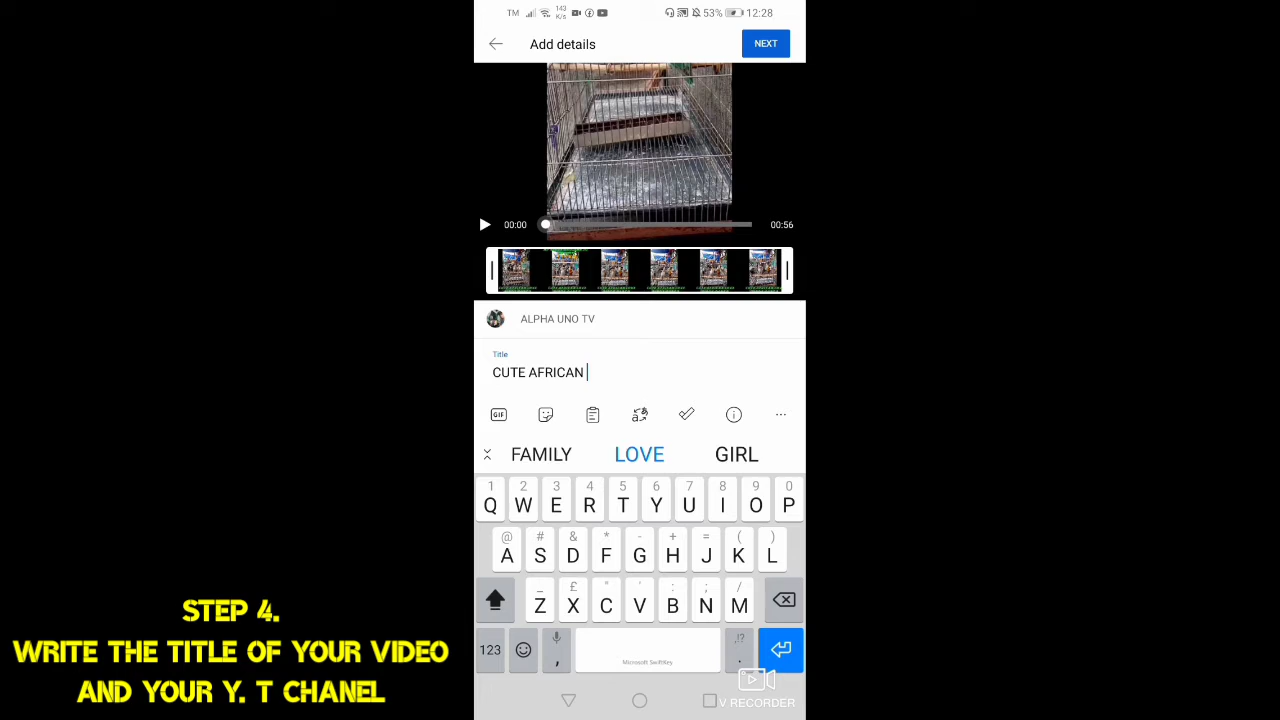 TM 143 K/s 53% 12:28
Add details NEXT
00:00 00:56
ALPHA UNO TV
Title
CUTE AFRICAN
GIF
FAMILY LOVE GIRL
1 2 3 4 5 6 7 8 9 0
Q W E R T Y U I O P
@ # & * - + = ( )
A S D F G H J K L
_ £ " ' : ; /
Z X C V B N M
123 , Microsoft SwiftKey ,!? .
V RECORDER
STEP 4.
WRITE THE TITLE OF YOUR VIDEO
AND YOUR Y. T CHANEL